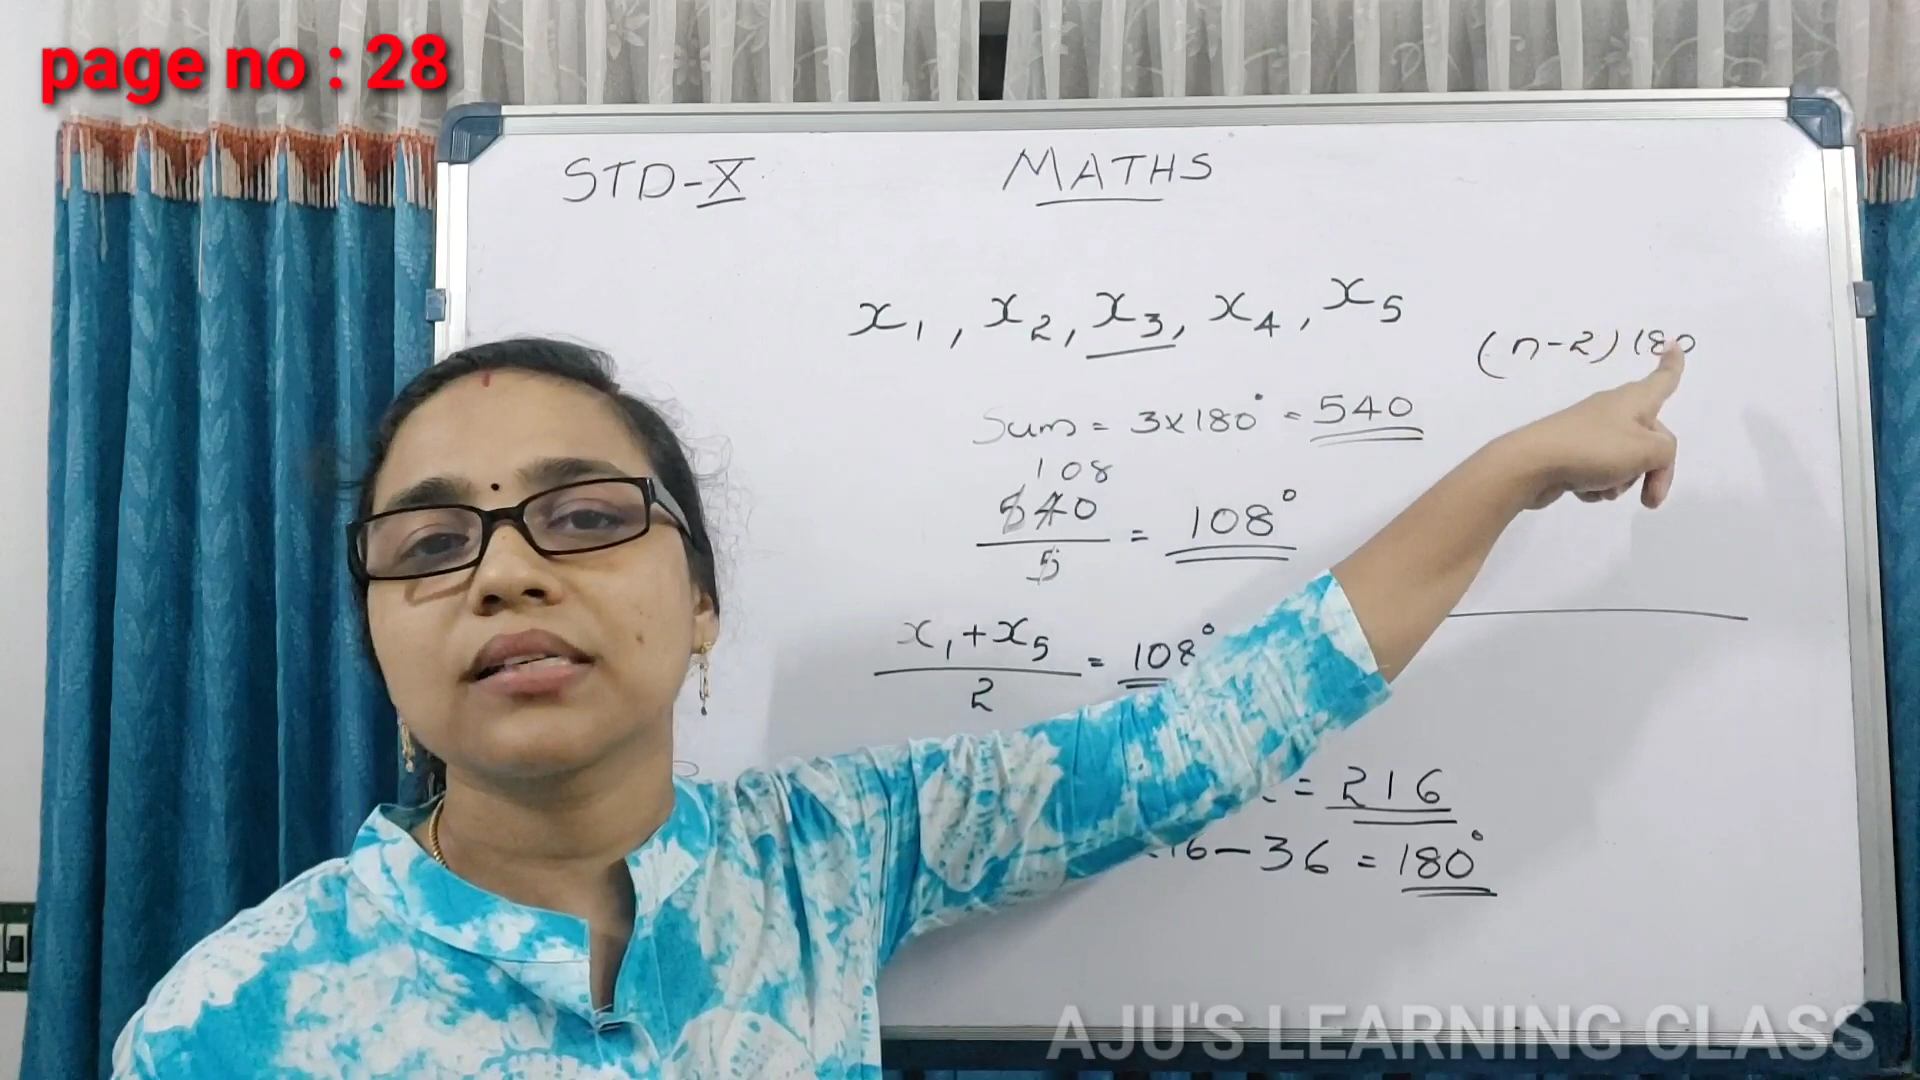 page no : 28
STD-X
MATHS
x₁, x₂, x₃, x₄, x₅
(n-2)180
Sum = 3x180° = 540
108
540
5
= 108°
x₁+x₅
2
= 108°
= 216
16-36 = 180°
AJU'S LEARNING CLASS